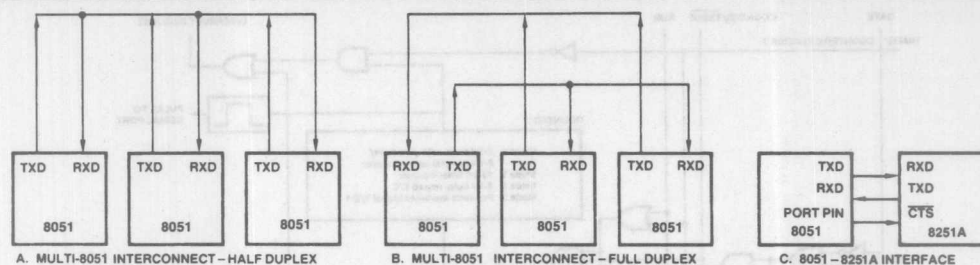 TXD RXD
8051
TXD RXD
8051
TXD RXD
8051
A. MULTI-8051 INTERCONNECT – HALF DUPLEX
RXD TXD
8051
TXD RXD
8051
TXD RXD
8051
B. MULTI-8051 INTERCONNECT – FULL DUPLEX
TXD
RXD
PORT PIN
8051
RXD
TXD
CTS
8251A
C. 8051 – 8251A INTERFACE